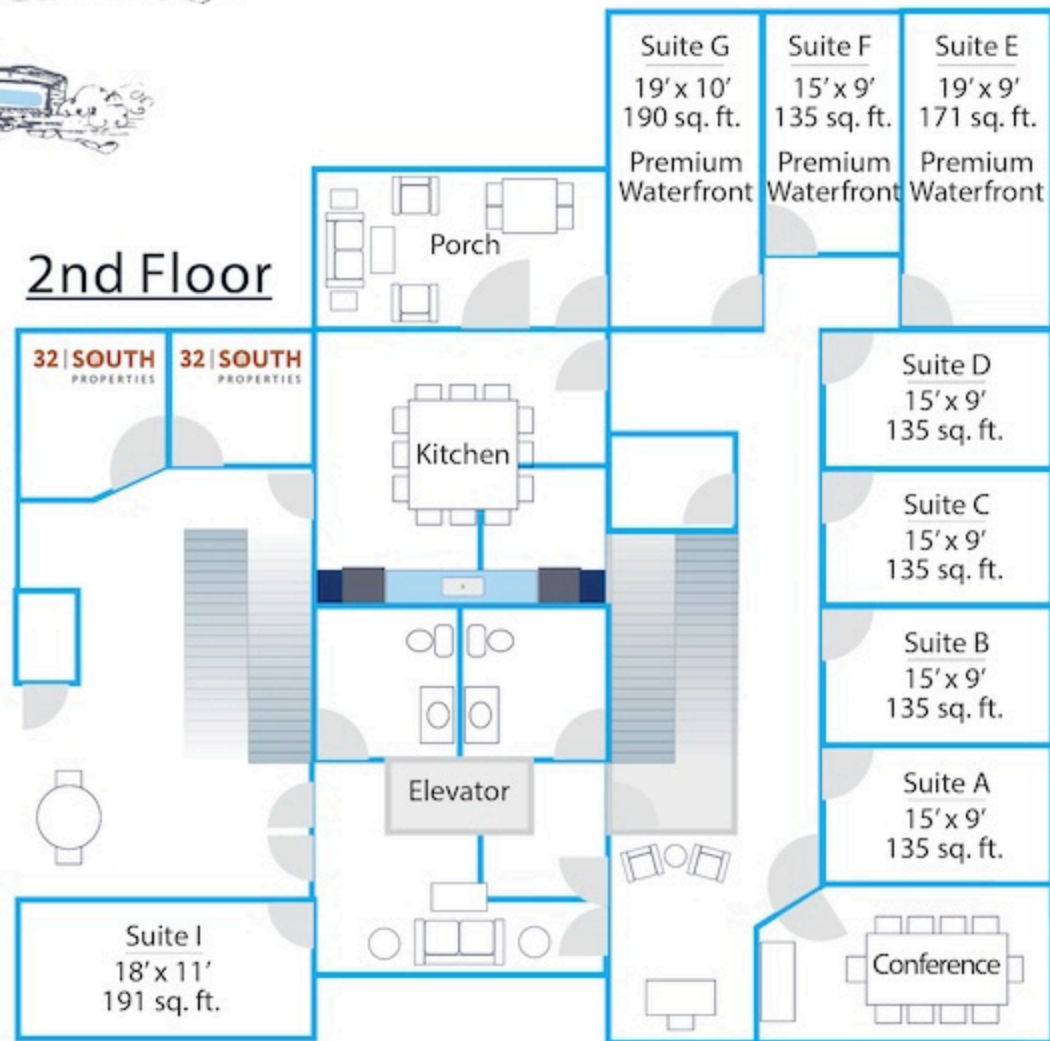 Suite G
19' x 10'
190 sq. ft.
Premium
Waterfront
Suite F
15' x 9'
135 sq. ft.
Premium
Waterfront
Suite E
19' x 9'
171 sq. ft.
Premium
Waterfront
Porch
2nd Floor
32 | SOUTH
PROPERTIES
32 | SOUTH
PROPERTIES
Kitchen
Suite D
15' x 9'
135 sq. ft.
Suite C
15' x 9'
135 sq. ft.
Suite B
15' x 9'
135 sq. ft.
Elevator
Suite A
15' x 9'
135 sq. ft.
Suite I
18' x 11'
191 sq. ft.
Conference